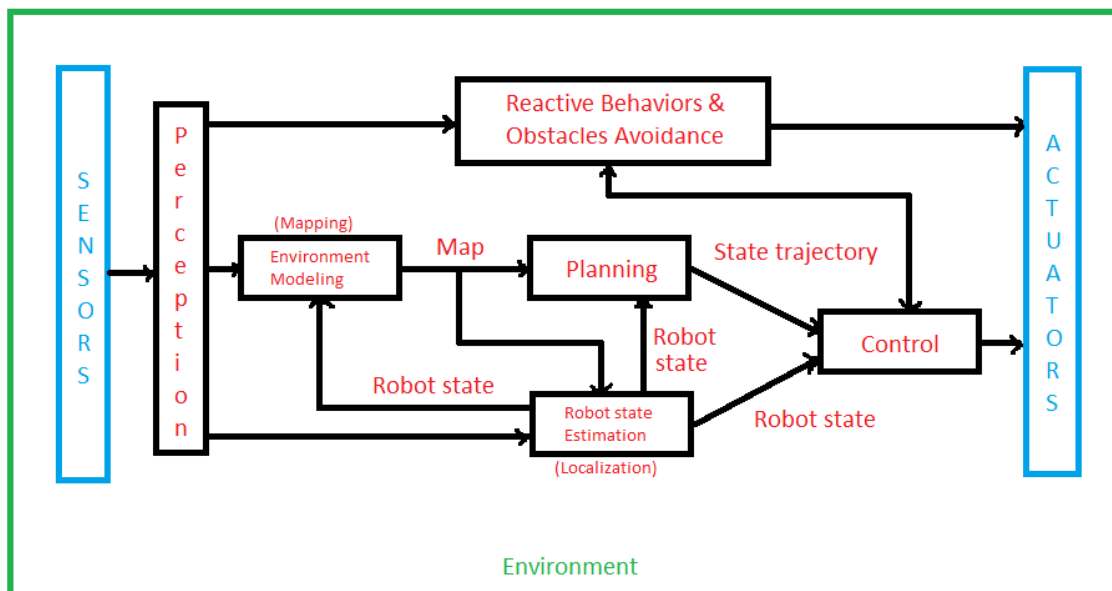 SENSORS
Perception
Reactive Behaviors &
Obstacles Avoidance
(Mapping)
Environment
Modeling
Map
Planning
State trajectory
Control
Robot
state
Robot state
Robot state
Estimation
(Localization)
Robot state
ACTUATORS
Environment